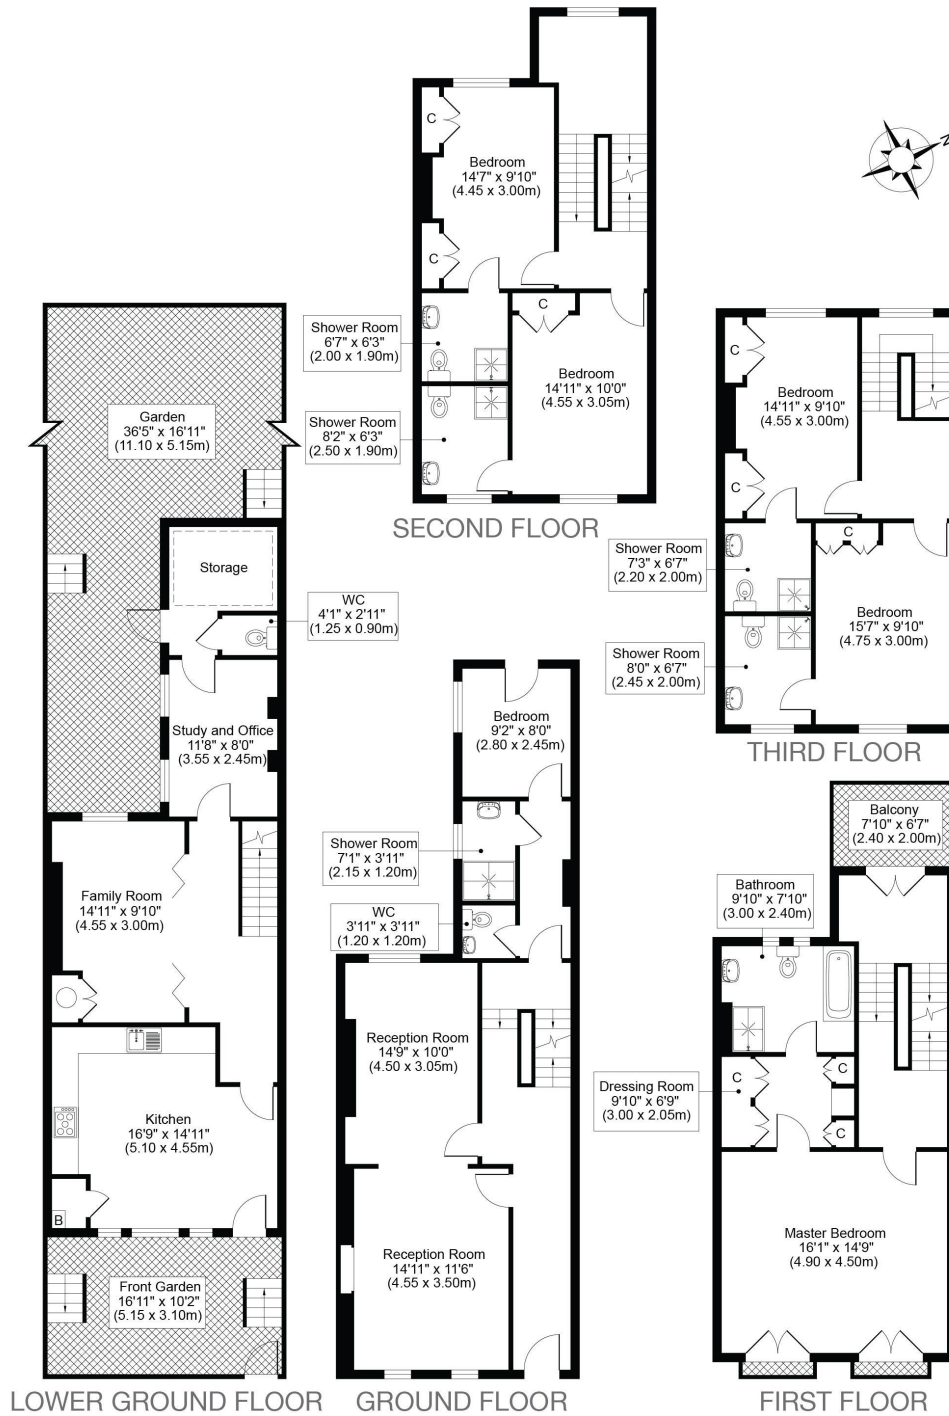 C
Bedroom
14'7" x 9'10"
(4.45 x 3.00m)
C
Shower Room
6'7" x 6'3"
(2.00 x 1.90m)
C
Bedroom
14'11" x 10'0"
(4.55 x 3.05m)
Shower Room
8'2" x 6'3"
(2.50 x 1.90m)
SECOND FLOOR
N
Garden
36'5" x 16'11"
(11.10 x 5.15m)
Storage
WC
4'1" x 2'11"
(1.25 x 0.90m)
Study and Office
11'8" x 8'0"
(3.55 x 2.45m)
Family Room
14'11" x 9'10"
(4.55 x 3.00m)
Kitchen
16'9" x 14'11"
(5.10 x 4.55m)
B
Front Garden
16'11" x 10'2"
(5.15 x 3.10m)
LOWER GROUND FLOOR
Bedroom
9'2" x 8'0"
(2.80 x 2.45m)
Shower Room
7'1" x 3'11"
(2.15 x 1.20m)
WC
3'11" x 3'11"
(1.20 x 1.20m)
Reception Room
14'9" x 10'0"
(4.50 x 3.05m)
Reception Room
14'11" x 11'6"
(4.55 x 3.50m)
GROUND FLOOR
C
Bedroom
14'11" x 9'10"
(4.55 x 3.00m)
C
C
Shower Room
7'3" x 6'7"
(2.20 x 2.00m)
Bedroom
15'7" x 9'10"
(4.75 x 3.00m)
Shower Room
8'0" x 6'7"
(2.45 x 2.00m)
THIRD FLOOR
Balcony
7'10" x 6'7"
(2.40 x 2.00m)
Bathroom
9'10" x 7'10"
(3.00 x 2.40m)
Dressing Room
9'10" x 6'9"
(3.00 x 2.05m)
C
C
C
Master Bedroom
16'1" x 14'9"
(4.90 x 4.50m)
FIRST FLOOR